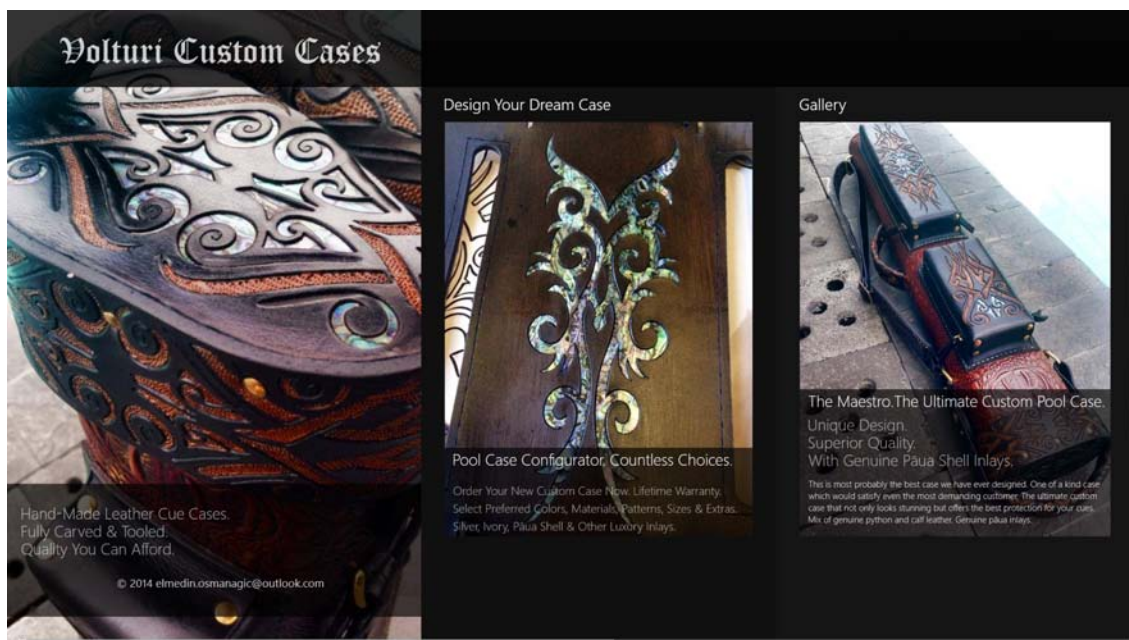 Volturi Custom Cases
Hand-Made Leather Cue Cases.
Fully Carved & Tooled.
Quality You Can Afford.
© 2014 elmedin.osmanagic@outlook.com
Design Your Dream Case
Pool Case Configurator, Countless Choices.
Order Your New Custom Case Now. Lifetime Warranty.
Select Preferred Colors, Materials, Patterns, Sizes & Extras.
Silver, Ivory, Pāua Shell & Other Luxury Inlays.
Gallery
The Maestro.The Ultimate Custom Pool Case.
Unique Design.
Superior Quality.
With Genuine Pāua Shell Inlays.
This is most probably the best case we have ever designed. One of a kind case
which would satisfy even the most demanding customer. The ultimate custom
case that not only looks stunning but offers the best protection for your cues.
Mix of genuine python and calf leather. Genuine pāua inlays.